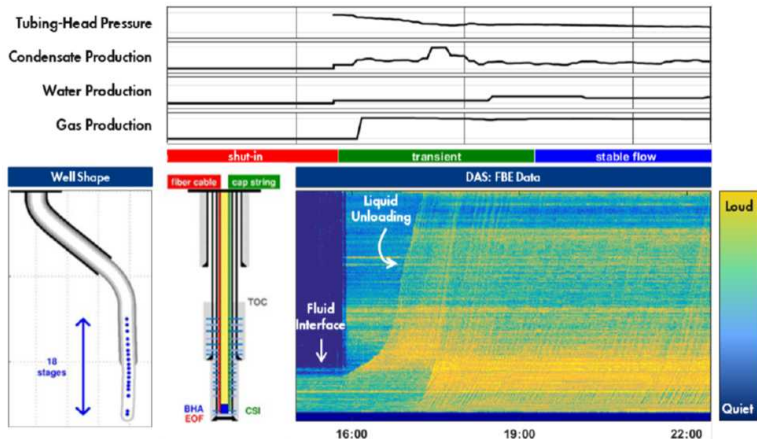 Tubing-Head Pressure
Condensate Production
Water Production
Gas Production
shut-in transient stable flow
Well Shape
fiber cable cap string
DAS: FBE Data
Loud
Liquid
Unloading
TOC
Fluid
Interface
18
stages
BHA CSI
EOF
Quiet
16:00 19:00 22:00